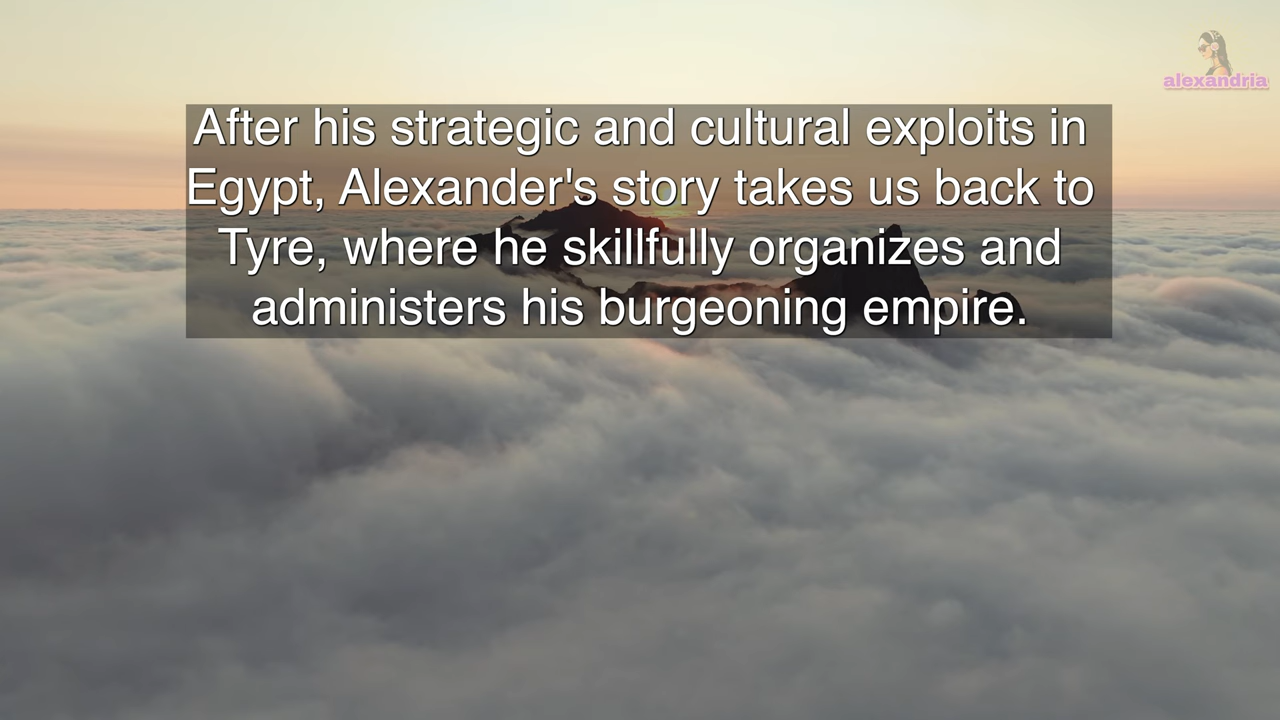 alexandria
After his strategic and cultural exploits in
Egypt, Alexander's story takes us back to
Tyre, where he skillfully organizes and
administers his burgeoning empire.